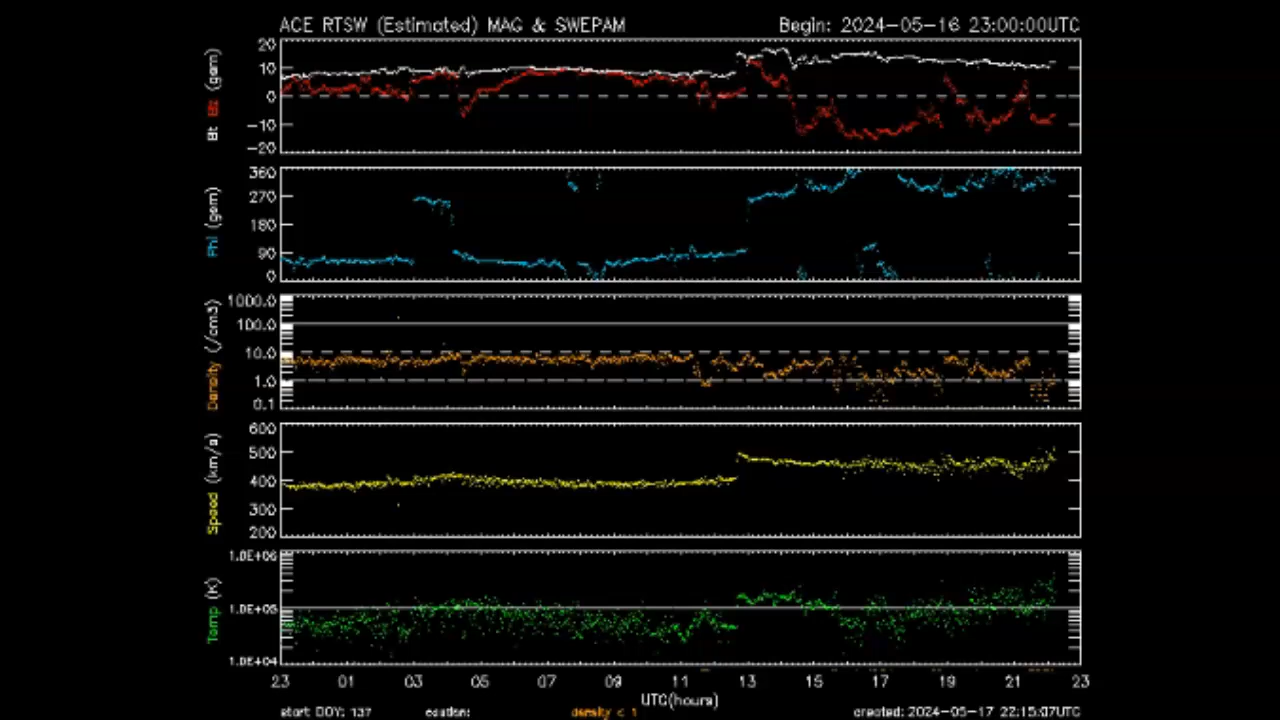 ACE RTSW (Estimated) MAG & SWEPAM
Begin: 2024-05-16 23:00:00UTC
Bt Bz (gsm)
20
10
0
-10
-20
Phi (gsm)
360
270
180
90
0
Density (/cm3)
1000.0
100.0
10.0
1.0
0.1
Speed (km/s)
600
500
400
300
200
Temp (K)
1.0E+06
1.0E+05
1.0E+04
23 01 03 05 07 09 11 13 15 17 19 21 23
UTC(hours)
start DOY: 137
caution:
density < 1
created: 2024-05-17 22:15:07UTC